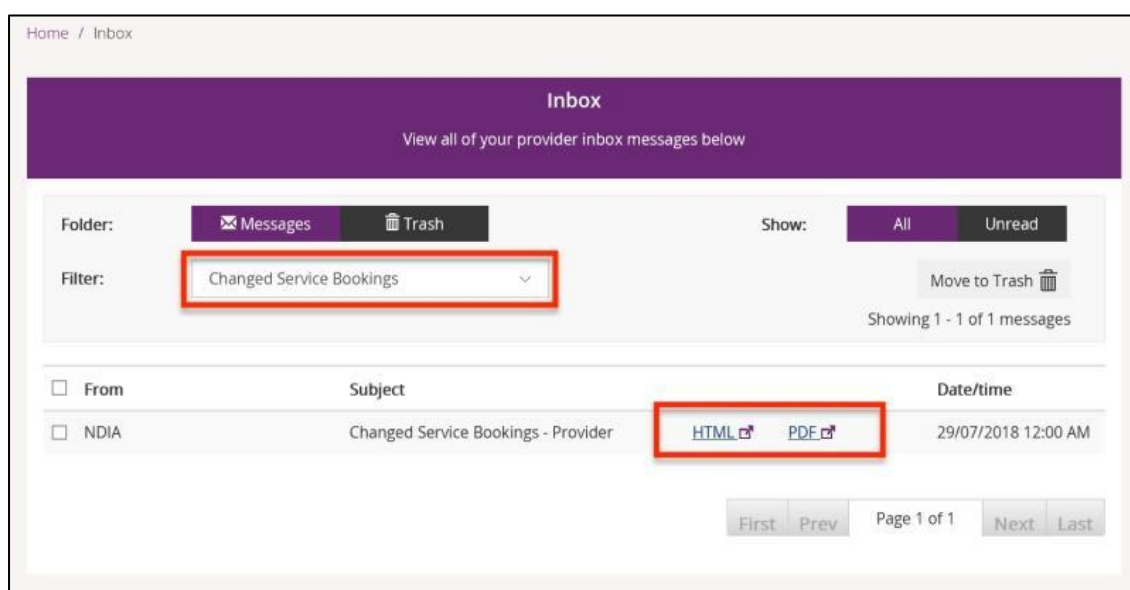 Home / Inbox
Inbox
View all of your provider inbox messages below
Folder: Messages Trash Show: All Unread
Filter: Changed Service Bookings Move to Trash
Showing 1 - 1 of 1 messages
From Subject Date/time
NDIA Changed Service Bookings - Provider HTML PDF 29/07/2018 12:00 AM
First Prev Page 1 of 1 Next Last